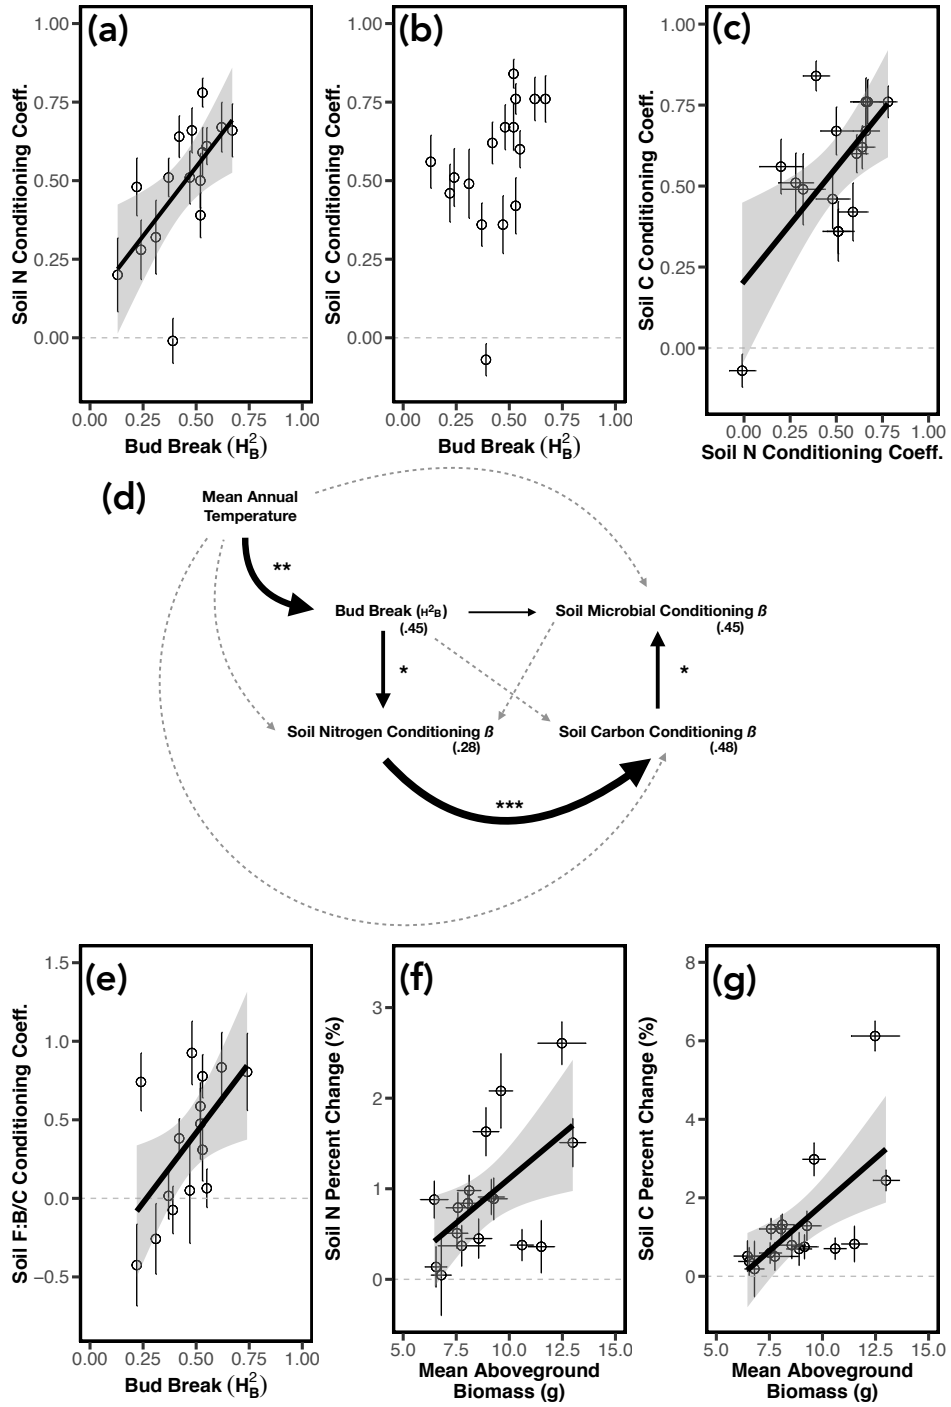 (a)
1.00
0.75
0.50
0.25
0.00
Soil N Conditioning Coeff.
0.00 0.25 0.50 0.75 1.00
Bud Break (H²B)
(b)
1.00
0.75
0.50
0.25
0.00
Soil C Conditioning Coeff.
0.00 0.25 0.50 0.75 1.00
Bud Break (H²B)
(c)
1.00
0.75
0.50
0.25
0.00
Soil C Conditioning Coeff.
0.00 0.25 0.50 0.75 1.00
Soil N Conditioning Coeff.
(d)
Mean Annual
Temperature
**
Bud Break (H²B)
(.45)
Soil Microbial Conditioning β
(.45)
*
*
Soil Nitrogen Conditioning β
(.28)
Soil Carbon Conditioning β
(.48)
***
(e)
1.5
1.0
0.5
0.0
−0.5
Soil F:B/C Conditioning Coeff.
0.00 0.25 0.50 0.75 1.00
Bud Break (H²B)
(f)
3
2
1
0
Soil N Percent Change (%)
5.0 7.5 10.0 12.5 15.0
Mean Aboveground
Biomass (g)
(g)
8
6
4
2
0
Soil C Percent Change (%)
5.0 7.5 10.0 12.5 15.0
Mean Aboveground
Biomass (g)